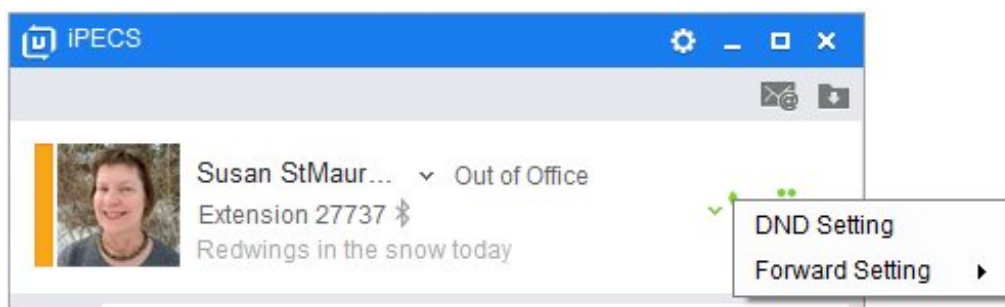 iPECS
Susan StMaur... Out of Office
Extension 27737
Redwings in the snow today
DND Setting
Forward Setting